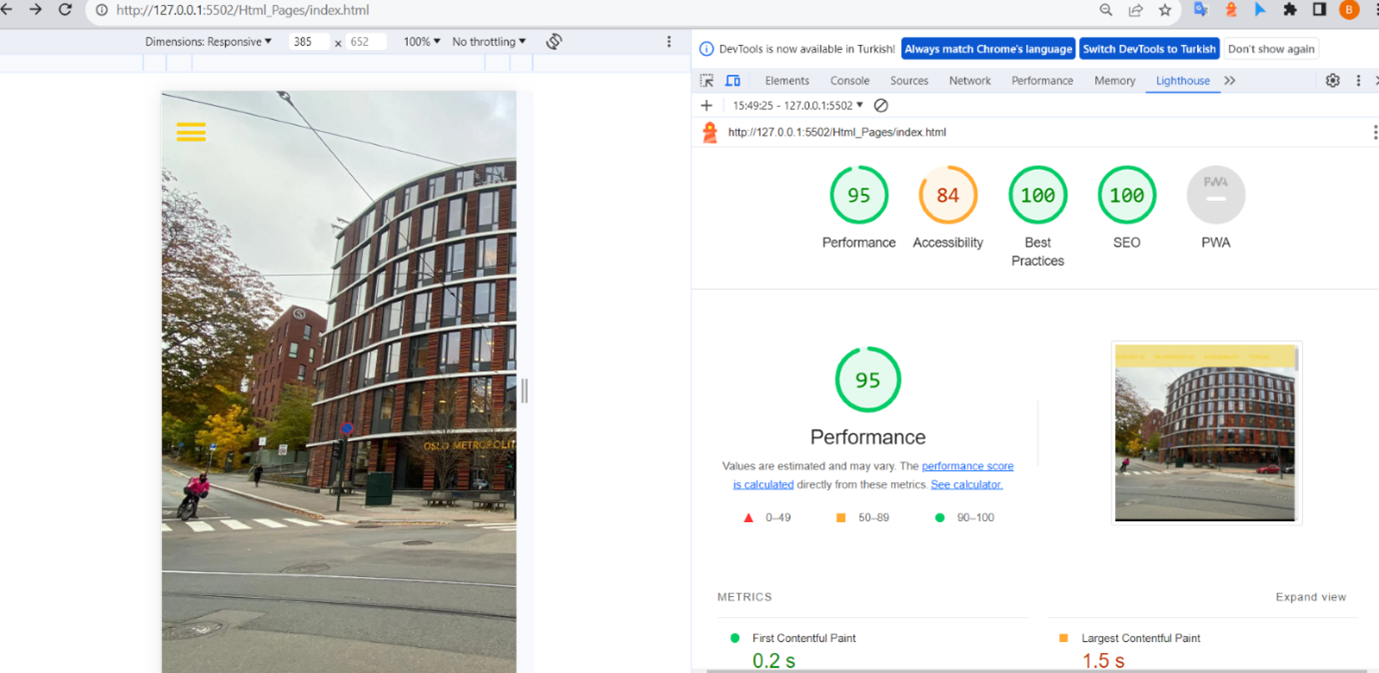 http://127.0.0.1:5502/Html_Pages/index.html
B
Dimensions: Responsive 385 x 652 100% No throttling
DevTools is now available in Turkish! Always match Chrome's language Switch DevTools to Turkish Don't show again
Elements Console Sources Network Performance Memory Lighthouse
15:49:25 - 127.0.0.1:5502
http://127.0.0.1:5502/Html_Pages/index.html
95 84 100 100 PWA
Performance Accessibility Best Practices SEO PWA
OSLO METROPOLIT
95
Performance
Values are estimated and may vary. The performance score
is calculated directly from these metrics. See calculator.
0–49 50–89 90–100
METRICS Expand view
First Contentful Paint Largest Contentful Paint
0.2 s 1.5 s